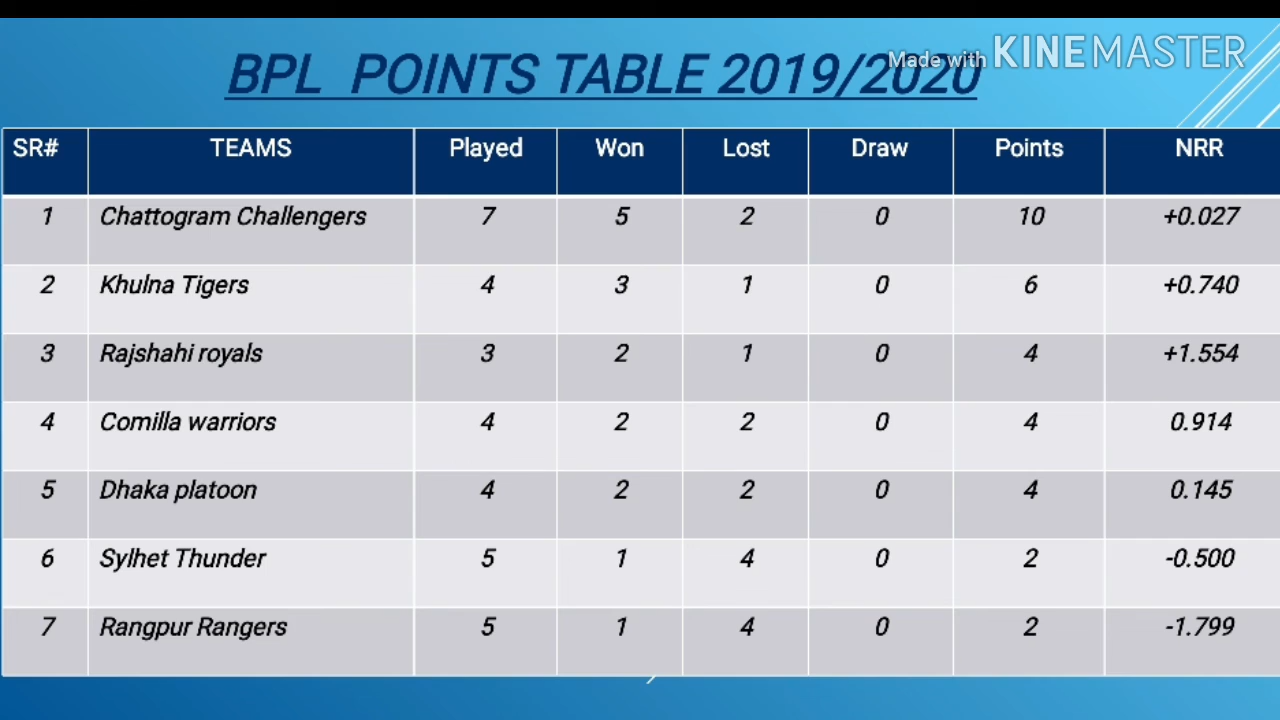 BPL POINTS TABLE 2019/2020
Made with KINEMASTER
SR# TEAMS Played Won Lost Draw Points NRR
1 Chattogram Challengers 7 5 2 0 10 +0.027
2 Khulna Tigers 4 3 1 0 6 +0.740
3 Rajshahi royals 3 2 1 0 4 +1.554
4 Comilla warriors 4 2 2 0 4 0.914
5 Dhaka platoon 4 2 2 0 4 0.145
6 Sylhet Thunder 5 1 4 0 2 -0.500
7 Rangpur Rangers 5 1 4 0 2 -1.799